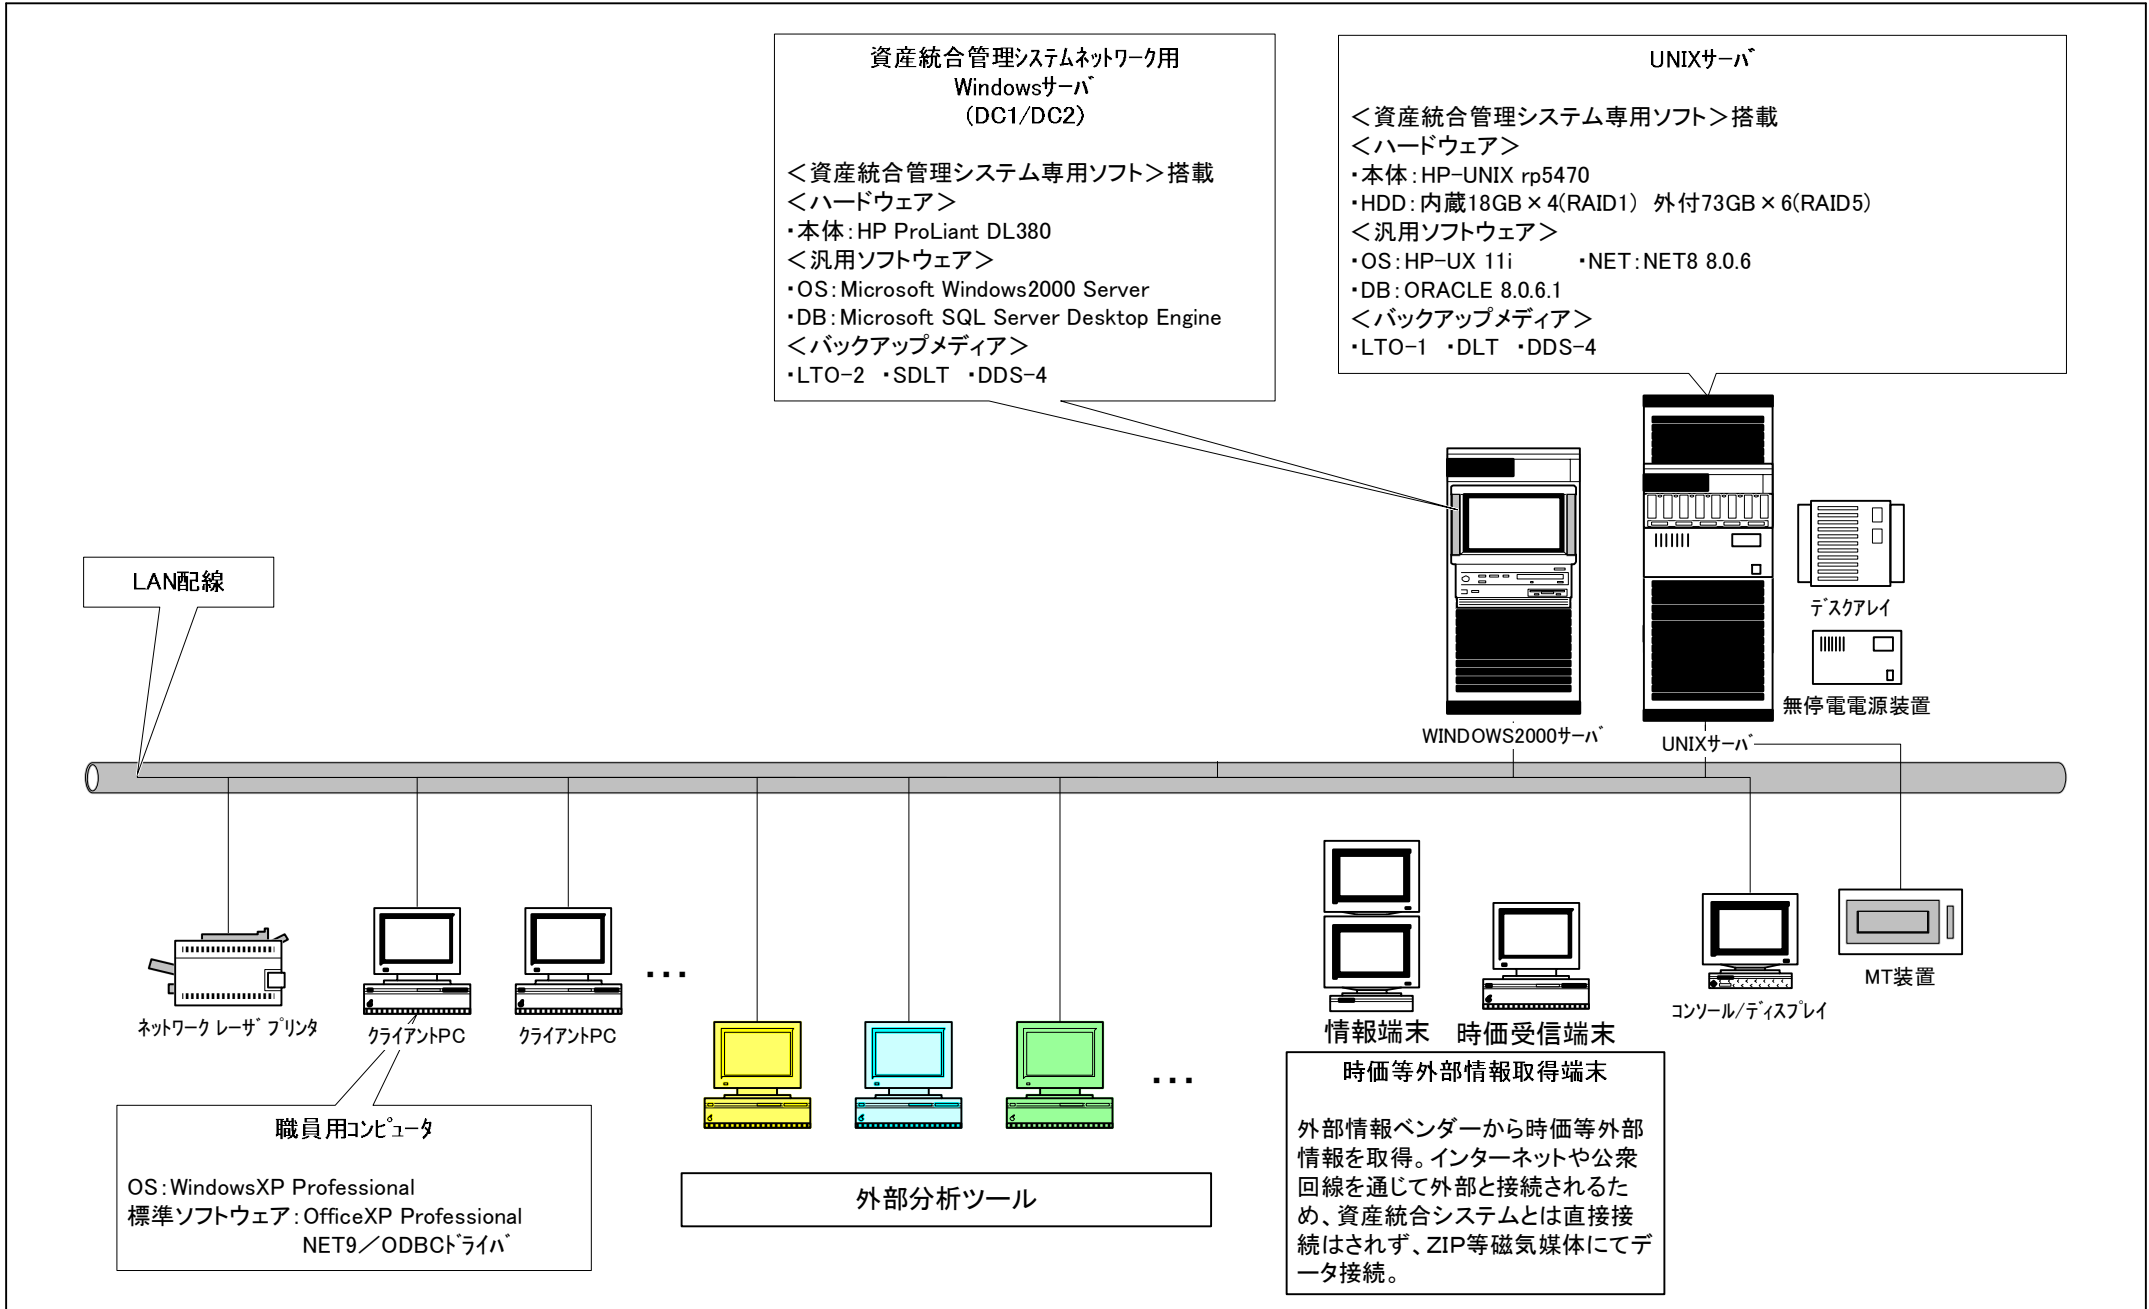 資産統合管理ｼｽﾃﾑﾈｯﾄﾜｰｸ用
Windowsｻｰﾊﾞ
(DC1/DC2)
＜資産統合管理システム専用ソフト＞搭載
＜ハードウェア＞
・本体：HP ProLiant DL380
＜汎用ソフトウェア＞
・OS：Microsoft Windows2000 Server
・DB：Microsoft SQL Server Desktop Engine
＜バックアップメディア＞
・LTO-2　・SDLT　・DDS-4
UNIXｻｰﾊﾞ
＜資産統合管理システム専用ソフト＞搭載
＜ハードウェア＞
・本体：HP-UNIX rp5470
・HDD：内蔵18GB×4(RAID1)　外付73GB×6(RAID5)
＜汎用ソフトウェア＞
・OS：HP-UX 11i　　・NET：NET8 8.0.6
・DB：ORACLE 8.0.6.1
＜バックアップメディア＞
・LTO-1　・DLT　・DDS-4
LAN配線
ﾃﾞｽｸｱﾚｲ
無停電電源装置
WINDOWS2000ｻｰﾊﾞ
UNIXｻｰﾊﾞ
ﾈｯﾄﾜｰｸ ﾚｰｻﾞ ﾌﾟﾘﾝﾀ
ｸﾗｲｱﾝﾄPC
ｸﾗｲｱﾝﾄPC
...
...
情報端末
時価受信端末
ｺﾝｿｰﾙ/ﾃﾞｨｽﾌﾟﾚｲ
MT装置
職員用ｺﾝﾋﾟｭｰﾀ
OS：WindowsXP Professional
標準ソフトウェア：OfficeXP Professional
NET9／ODBCﾄﾞﾗｲﾊﾞ
外部分析ツール
時価等外部情報取得端末
外部情報ベンダーから時価等外部
情報を取得。インターネットや公衆
回線を通じて外部と接続されるた
め、資産統合システムとは直接接
続はされず、ZIP等磁気媒体にてデ
ータ接続。